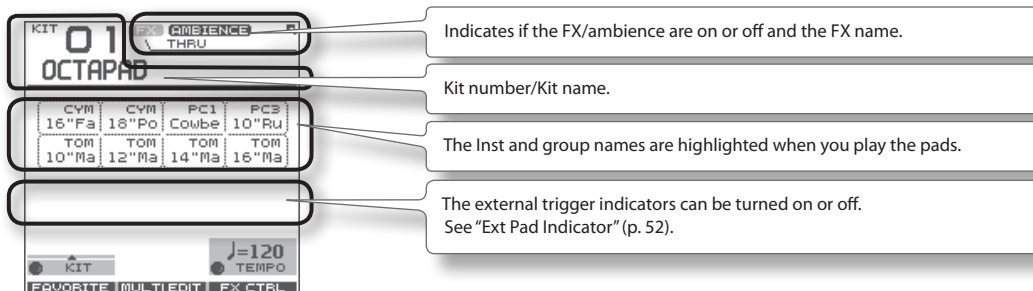 KIT 01 FX AMBIENCE
THRU
OCTAPAD
CYM CYM PC1 PC3
16"Fa 18"Po Cowbe 10"Ru
TOM TOM TOM TOM
10"Ma 12"Ma 14"Ma 16"Ma
♩=120
KIT TEMPO
FAVORITE MULTI EDIT FX CTRL
Indicates if the FX/ambience are on or off and the FX name.
Kit number/Kit name.
The Inst and group names are highlighted when you play the pads.
The external trigger indicators can be turned on or off.
See “Ext Pad Indicator” (p. 52).